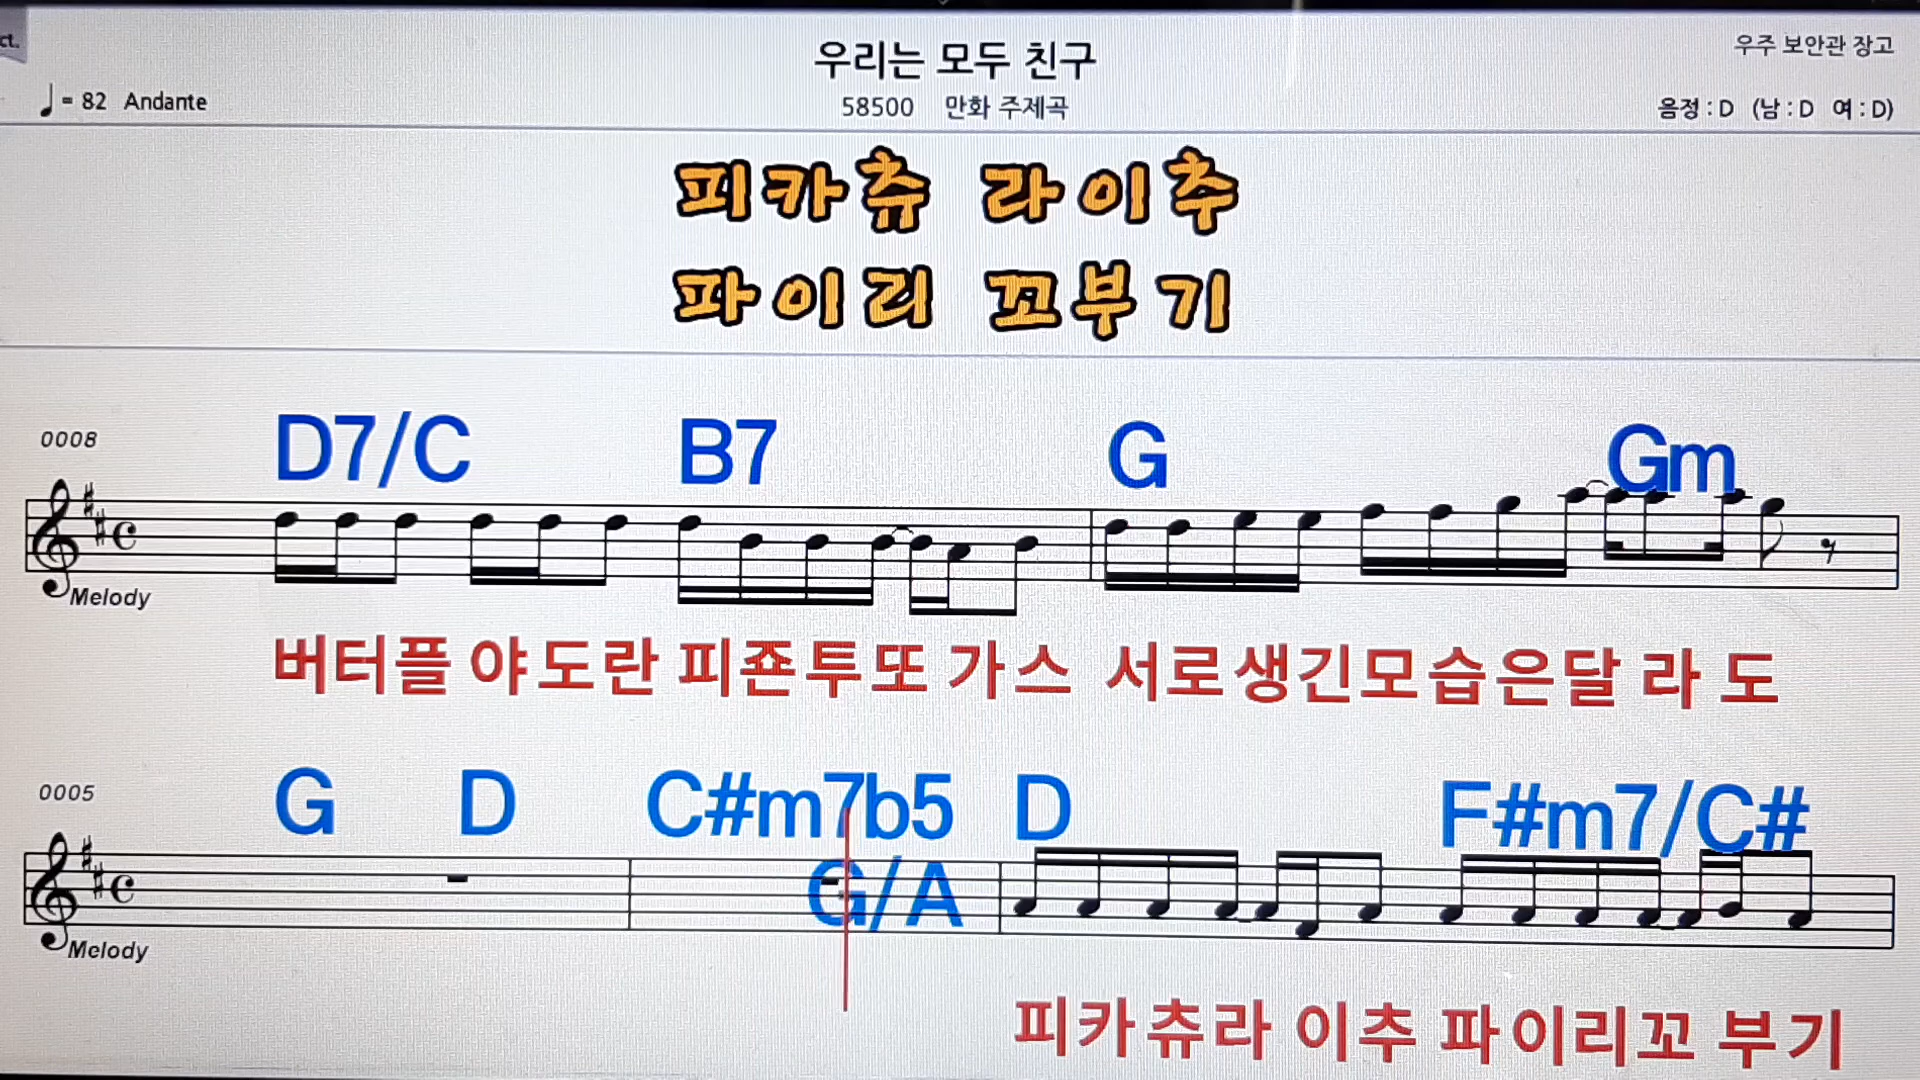 ct.
우리는 모두 친구
우주 보안관 장고
♩= 82 Andante
58500 만화 주제곡
음정 : D (남 : D 여 : D)
피카츄 라이추
파이리 꼬부기
0008
D7/C B7 G Gm
Melody
버터플 야도란 피죤투또 가스 서로생긴모습은달 라 도
0005
G D C#m7b5 D F#m7/C#
G/A
Melody
피카츄라 이추 파이리꼬 부기